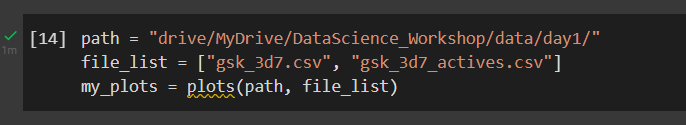 [14] path = "drive/MyDrive/DataScience_Workshop/data/day1/"
file_list = ["gsk_3d7.csv", "gsk_3d7_actives.csv"]
my_plots = plots(path, file_list)
1m